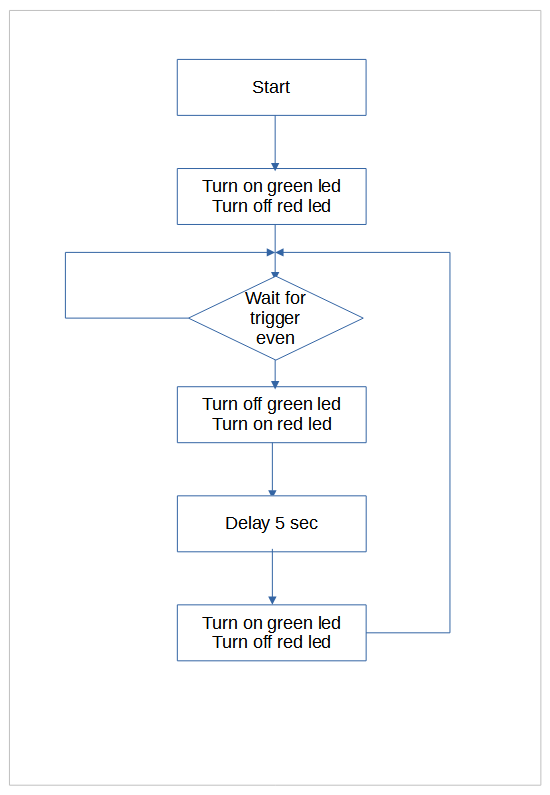 Start
Turn on green led
Turn off red led
Wait for
trigger
even
Turn off green led
Turn on red led
Delay 5 sec
Turn on green led
Turn off red led